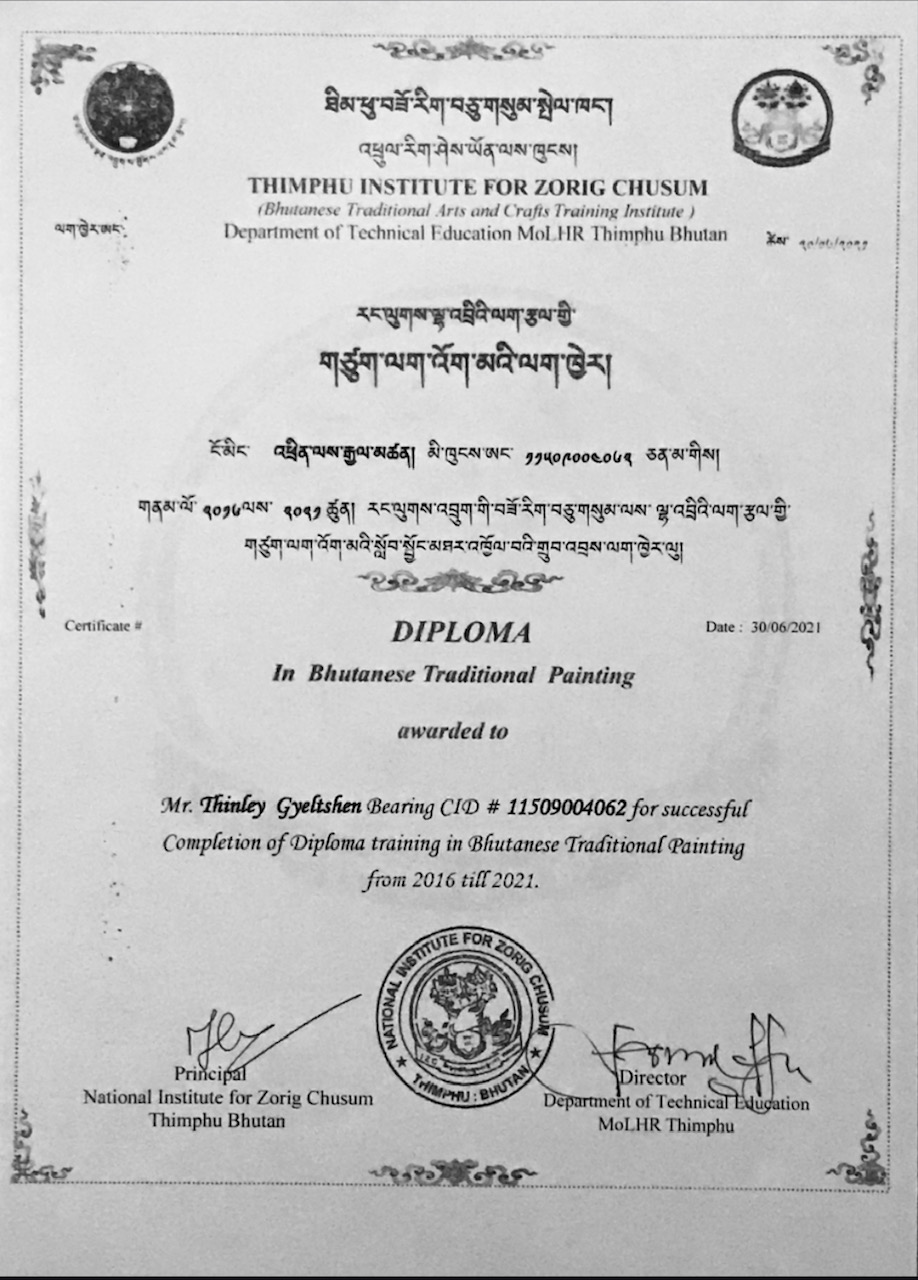 ཐིམ་ཕུ་བཟོ་རིག་བཅུ་གསུམ་སྤེལ་ཁང།
འཕྲུལ་རིག་ཤེས་ཡོན་ལས་ཁུངས།
THIMPHU INSTITUTE FOR ZORIG CHUSUM
(Bhutanese Traditional Arts and Crafts Training Institute )
Department of Technical Education MoLHR Thimphu Bhutan
ལག་ཁྱེར་ཨང་:
ཚེས་ ༣༠/༠༦/༢༠༢༡
རང་ལུགས་ལྷ་འབྲིའི་ལག་རྩལ་གྱི་
གཙུག་ལག་འོག་མའི་ལག་ཁྱེར།
ངོ་མིང་ འཕྲིན་ལས་རྒྱལ་མཚན། མི་ཁུངས་ཨང་ ༡༡༥༠༩༠༠༤༠༦༢ ཅན་མ་གིས།
གནམ་ལོ་ ༢༠༡༦ལས་ ༢༠༢༡ ཚུན། རང་ལུགས་འབྲུག་གི་བཟོ་རིག་བཅུ་གསུམ་ལས་ ལྷ་འབྲིའི་ལག་རྩལ་གྱི་
གཙུག་ལག་འོག་མའི་སློབ་སྦྱོང་མཐར་འཁྱོལ་བའི་གྲུབ་འབྲས་ལག་ཁྱེར་ལུ།
Certificate #
DIPLOMA
Date : 30/06/2021
In Bhutanese Traditional Painting
awarded to
Mr. Thinley Gyeltshen Bearing CID # 11509004062 for successful
Completion of Diploma training in Bhutanese Traditional Painting
from 2016 till 2021.
NATIONAL INSTITUTE FOR ZORIG CHUSUM
THIMPHU : BHUTAN
Principal
National Institute for Zorig Chusum
Thimphu Bhutan
Director
Department of Technical Education
MoLHR Thimphu